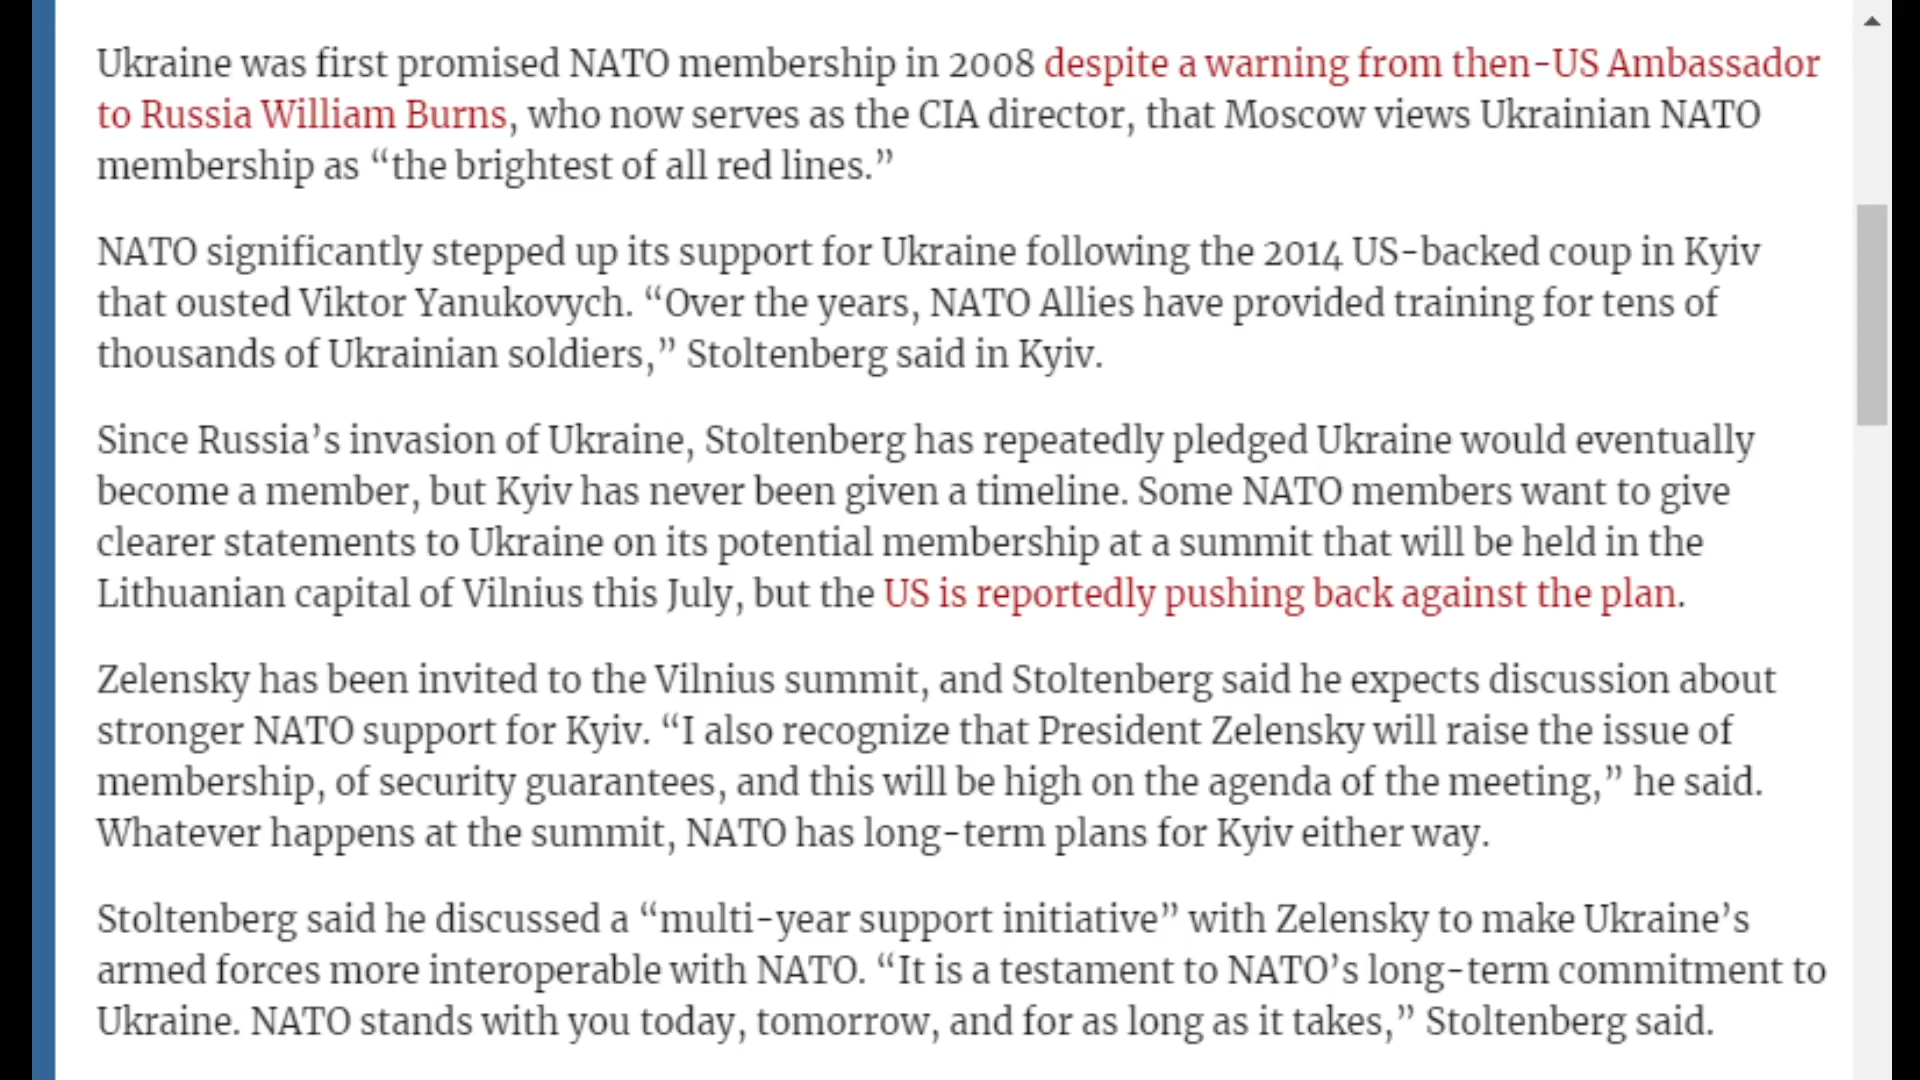 Ukraine was first promised NATO membership in 2008 despite a warning from then-US Ambassador
to Russia William Burns, who now serves as the CIA director, that Moscow views Ukrainian NATO
membership as “the brightest of all red lines.”
NATO significantly stepped up its support for Ukraine following the 2014 US-backed coup in Kyiv
that ousted Viktor Yanukovych. “Over the years, NATO Allies have provided training for tens of
thousands of Ukrainian soldiers,” Stoltenberg said in Kyiv.
Since Russia’s invasion of Ukraine, Stoltenberg has repeatedly pledged Ukraine would eventually
become a member, but Kyiv has never been given a timeline. Some NATO members want to give
clearer statements to Ukraine on its potential membership at a summit that will be held in the
Lithuanian capital of Vilnius this July, but the US is reportedly pushing back against the plan.
Zelensky has been invited to the Vilnius summit, and Stoltenberg said he expects discussion about
stronger NATO support for Kyiv. “I also recognize that President Zelensky will raise the issue of
membership, of security guarantees, and this will be high on the agenda of the meeting,” he said.
Whatever happens at the summit, NATO has long-term plans for Kyiv either way.
Stoltenberg said he discussed a “multi-year support initiative” with Zelensky to make Ukraine’s
armed forces more interoperable with NATO. “It is a testament to NATO’s long-term commitment to
Ukraine. NATO stands with you today, tomorrow, and for as long as it takes,” Stoltenberg said.